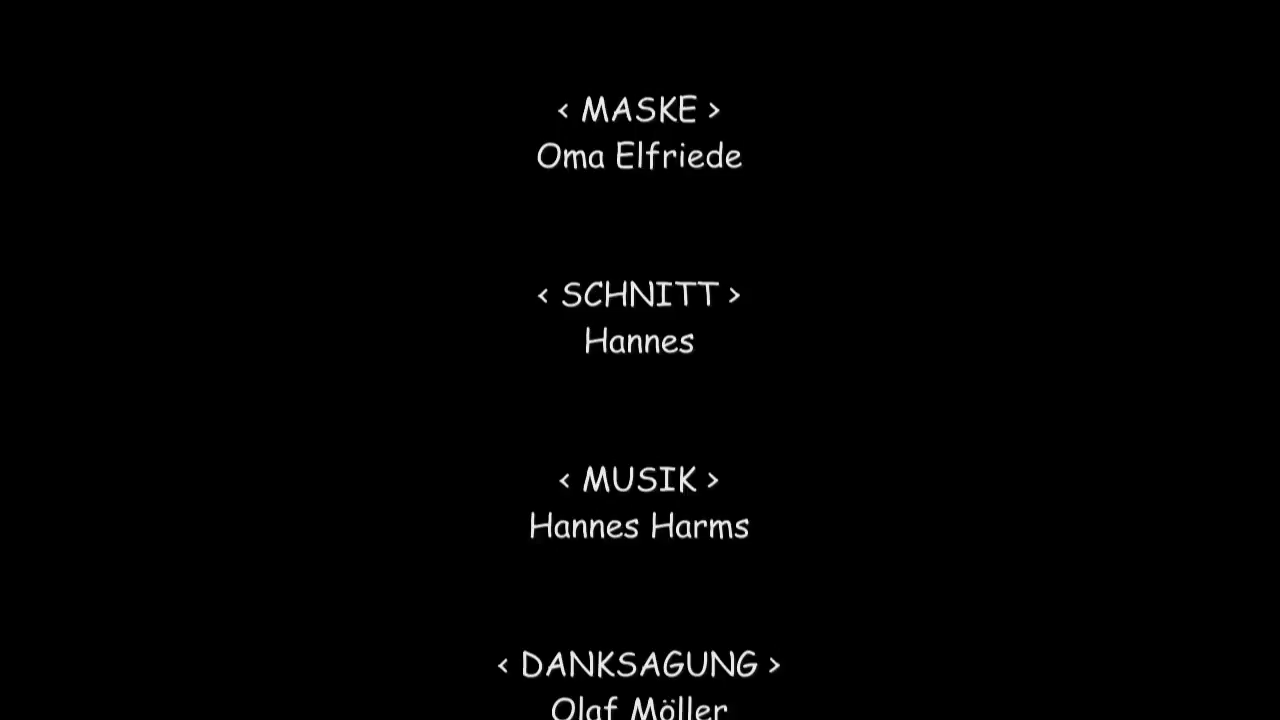 < MASKE >
Oma Elfriede
< SCHNITT >
Hannes
< MUSIK >
Hannes Harms
< DANKSAGUNG >
Olaf Möller